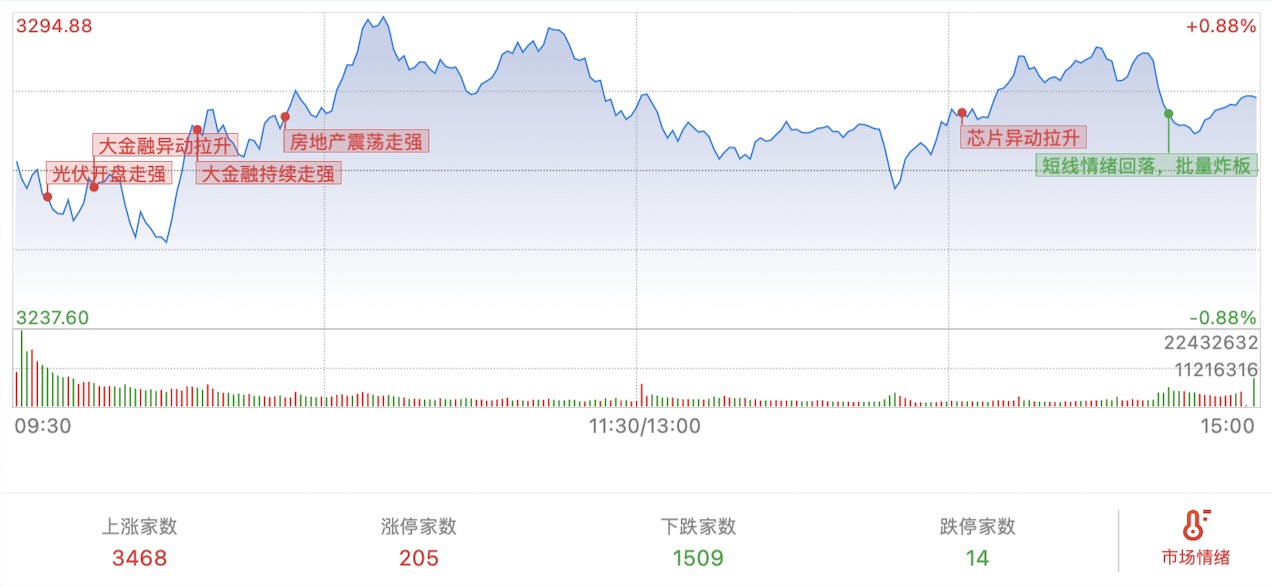 3294.88
+0.88%
大金融异动拉升
房地产震荡走强
芯片异动拉升
光伏开盘走强
大金融持续走强
短线情绪回落，批量炸板
3237.60
-0.88%
22432632
11216316
09:30
11:30/13:00
15:00
上涨家数
涨停家数
下跌家数
跌停家数
3468
205
1509
14
市场情绪